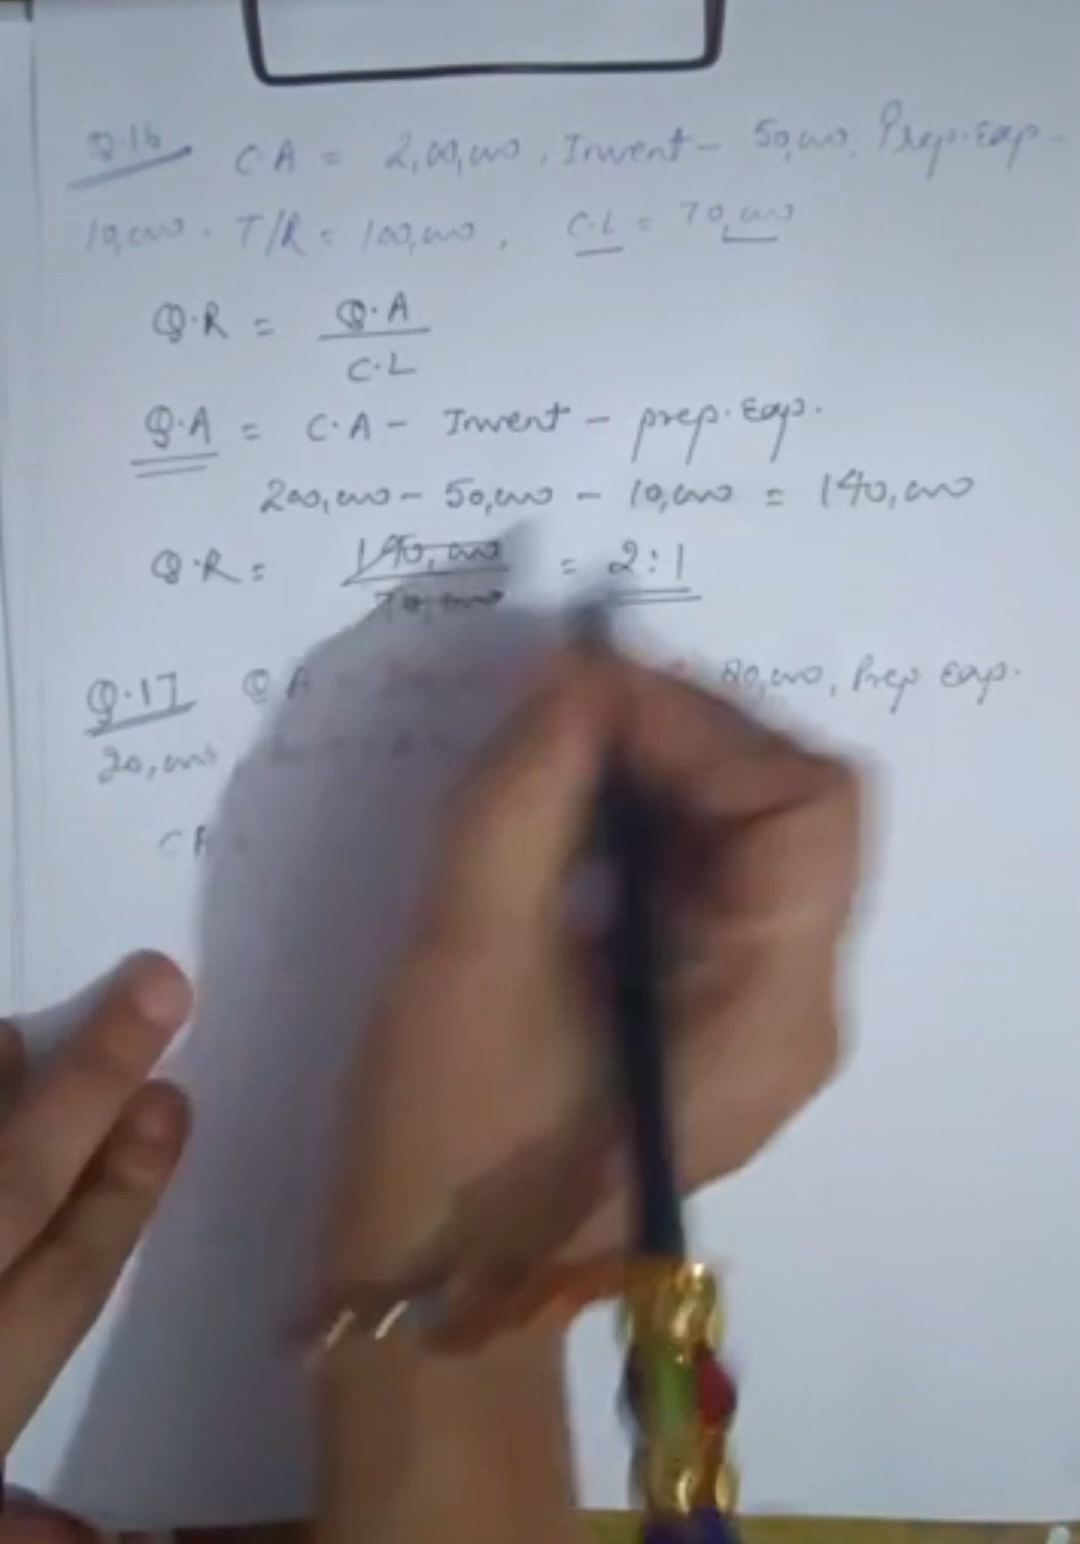 Q.16 C.A = 2,00,000, Invent - 50,000, Prep. Exp -
10,000. T/R = 100,000, C.L = 70,000
Q.R = Q.A
C.L
Q.A = C.A - Invent - prep. Exp.
200,000 - 50,000 - 10,000 = 140,000
Q.R = 140,000 = 2:1
70,000
Q.17 Q A 80,000, Prep Exp.
20,000
CA